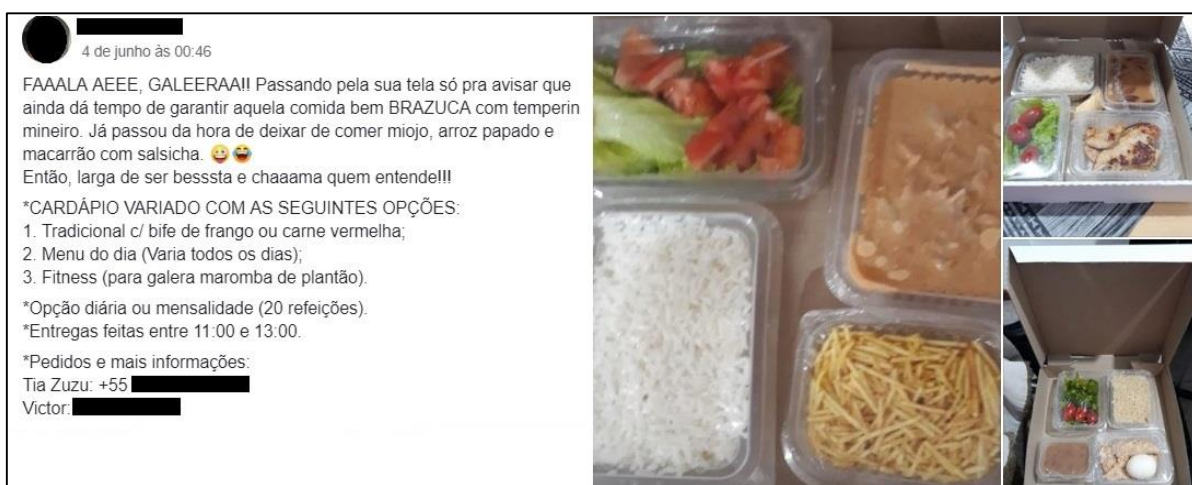 4 de junho às 00:46
FAAALA AEEE, GALEERAA!! Passando pela sua tela só pra avisar que
ainda dá tempo de garantir aquela comida bem BRAZUCA com temperin
mineiro. Já passou da hora de deixar de comer miojo, arroz papado e
macarrão com salsicha. 😀😂
Então, larga de ser besssta e chaaama quem entende!!!
*CARDÁPIO VARIADO COM AS SEGUINTES OPÇÕES:
1. Tradicional c/ bife de frango ou carne vermelha;
2. Menu do dia (Varia todos os dias);
3. Fitness (para galera maromba de plantão).
*Opção diária ou mensalidade (20 refeições).
*Entregas feitas entre 11:00 e 13:00.
*Pedidos e mais informações:
Tia Zuzu: +55
Victor: